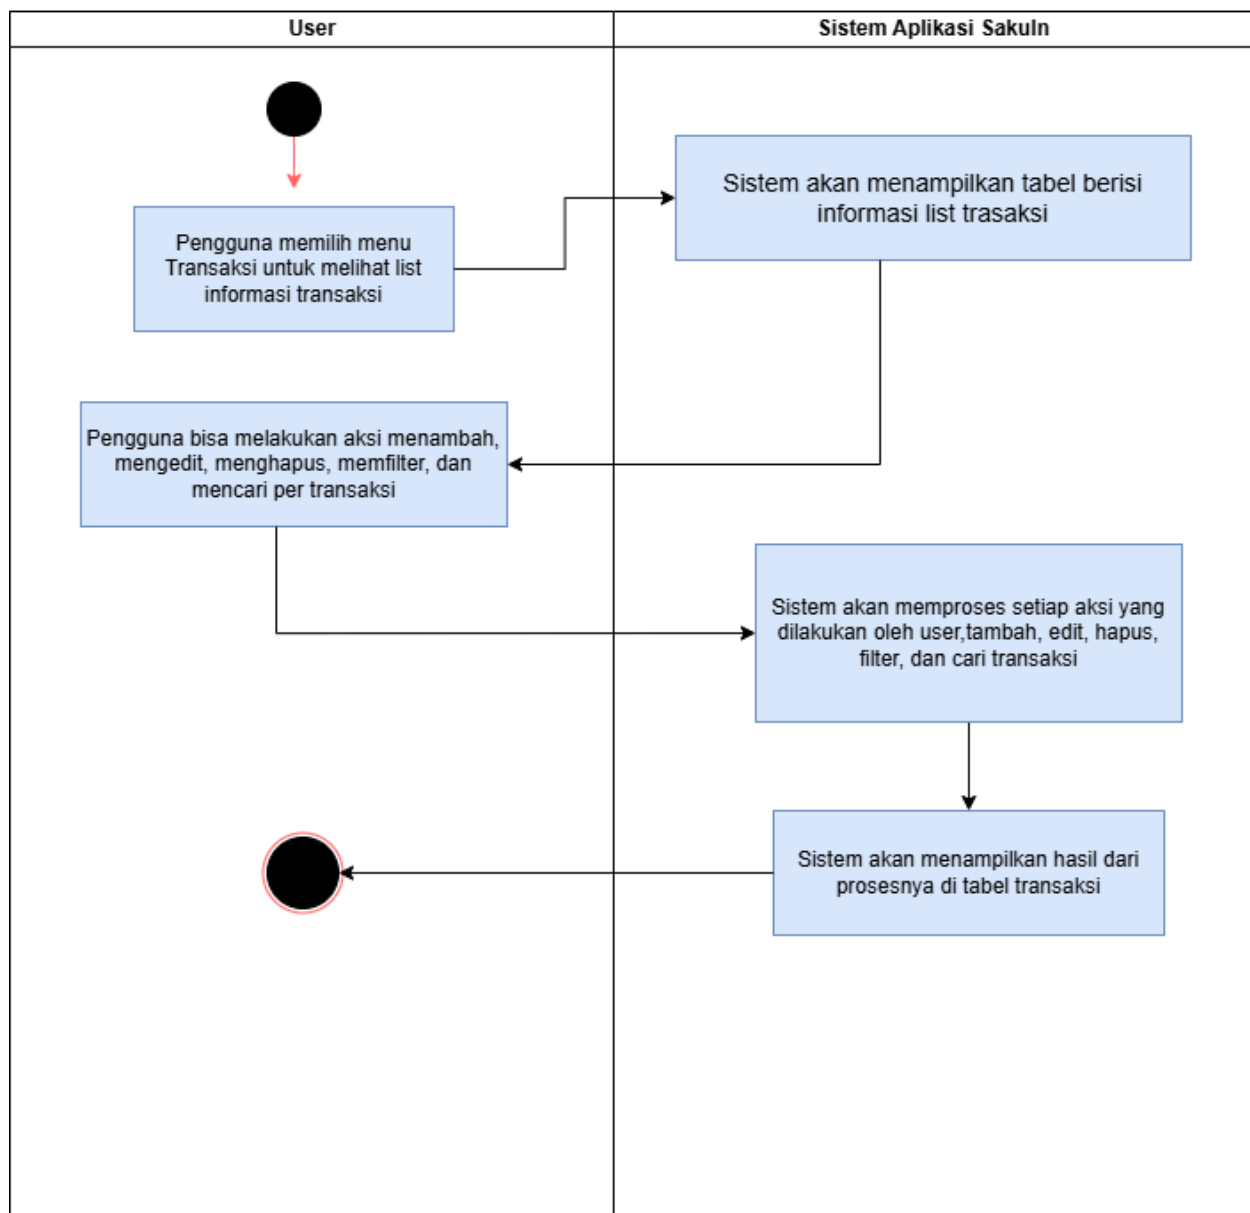 User
Sistem Aplikasi SakuIn
Pengguna memilih menu
Transaksi untuk melihat list
informasi transaksi
Sistem akan menampilkan tabel berisi
informasi list trasaksi
Pengguna bisa melakukan aksi menambah,
mengedit, menghapus, memfilter, dan
mencari per transaksi
Sistem akan memproses setiap aksi yang
dilakukan oleh user,tambah, edit, hapus,
filter, dan cari transaksi
Sistem akan menampilkan hasil dari
prosesnya di tabel transaksi